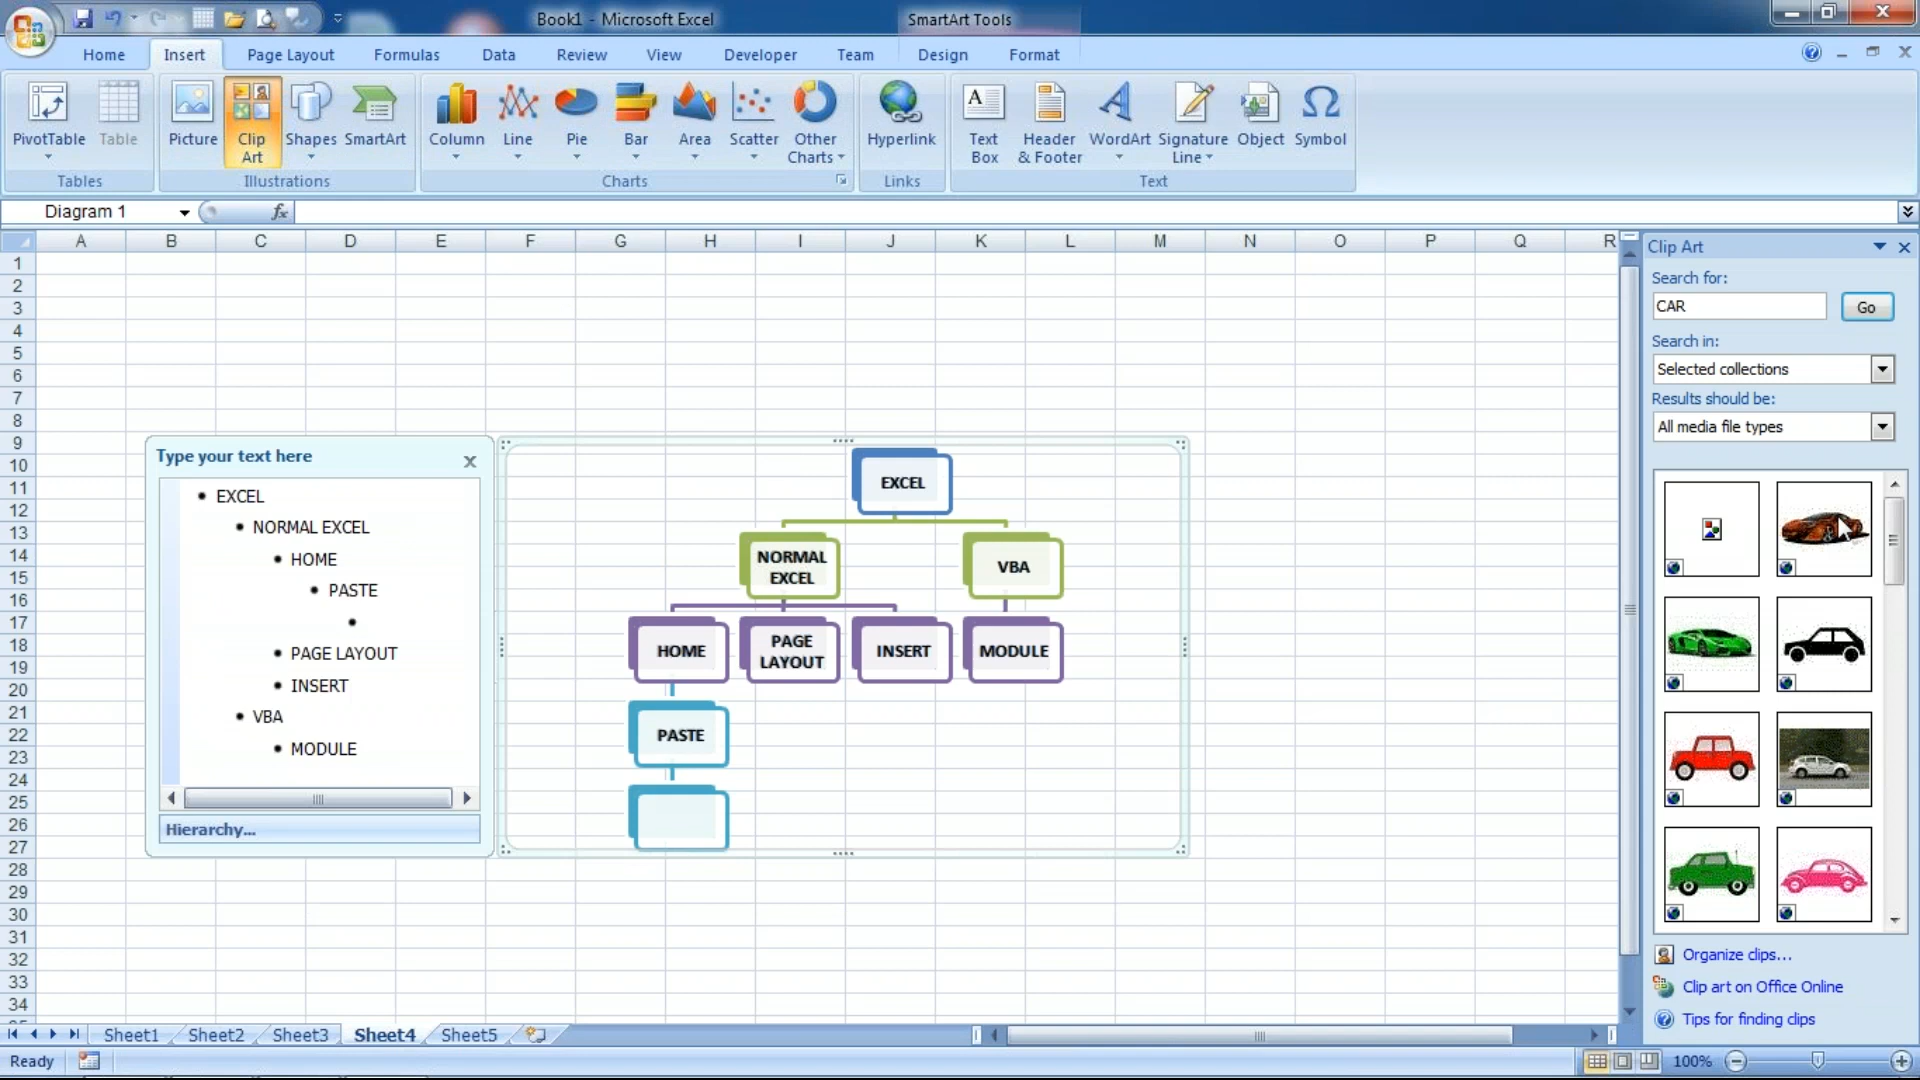 Book1 - Microsoft Excel
SmartArt Tools
Home
Insert
Page Layout
Formulas
Data
Review
View
Developer
Team
Design
Format
PivotTable
Table
Picture
Clip
Art
Shapes
SmartArt
Column
Line
Pie
Bar
Area
Scatter
Other
Charts
Hyperlink
Text
Box
Header
& Footer
WordArt
Signature
Line
Object
Symbol
Tables
Illustrations
Charts
Links
Text
Diagram 1
fx
A B C D E F G H I J K L M N O P Q R
1
2
3
4
5
6
7
8
9
10
11
12
13
14
15
16
17
18
19
20
21
22
23
24
25
26
27
28
29
30
31
32
33
34
Type your text here
EXCEL
NORMAL EXCEL
HOME
PASTE
PAGE LAYOUT
INSERT
VBA
MODULE
Hierarchy...
EXCEL
NORMAL
EXCEL
VBA
HOME
PAGE
LAYOUT
INSERT
MODULE
PASTE
Clip Art
Search for:
CAR
Go
Search in:
Selected collections
Results should be:
All media file types
Organize clips...
Clip art on Office Online
Tips for finding clips
Sheet1
Sheet2
Sheet3
Sheet4
Sheet5
Ready
100%